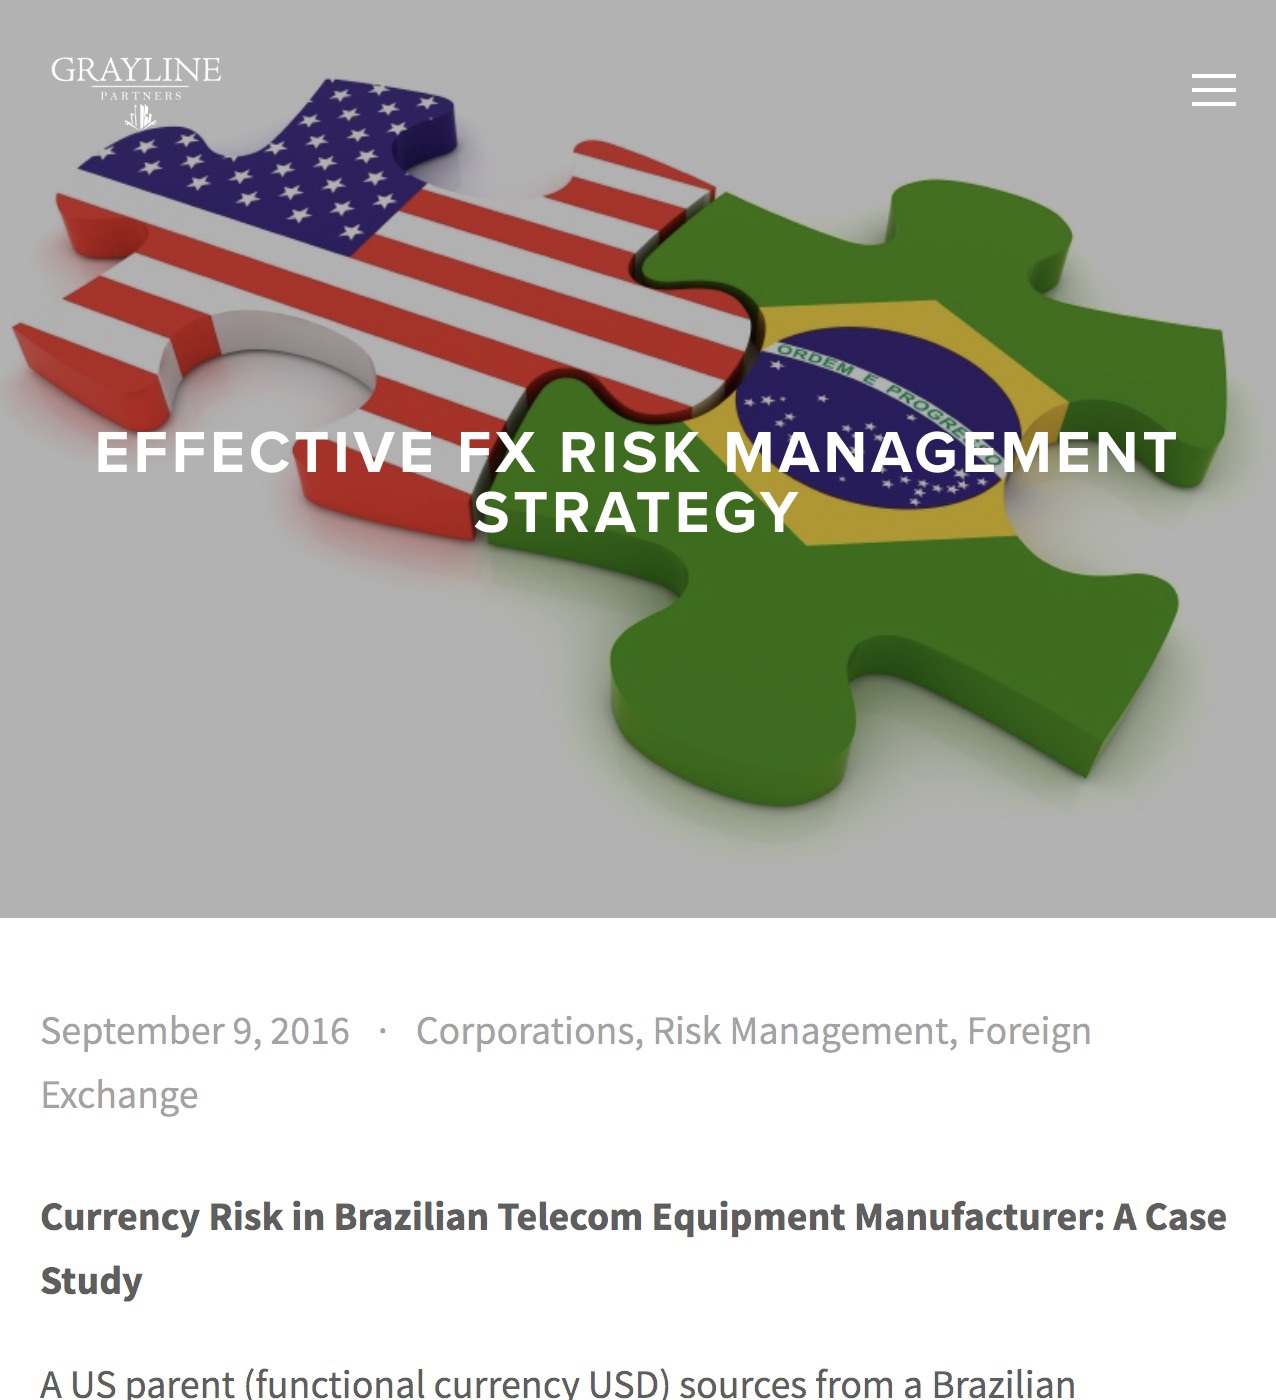 GRAYLINE
PARTNERS
ORDEM E PROGRESSO
EFFECTIVE FX RISK MANAGEMENT
STRATEGY
September 9, 2016 · Corporations, Risk Management, Foreign
Exchange
Currency Risk in Brazilian Telecom Equipment Manufacturer: A Case
Study
A US parent (functional currency USD) sources from a Brazilian